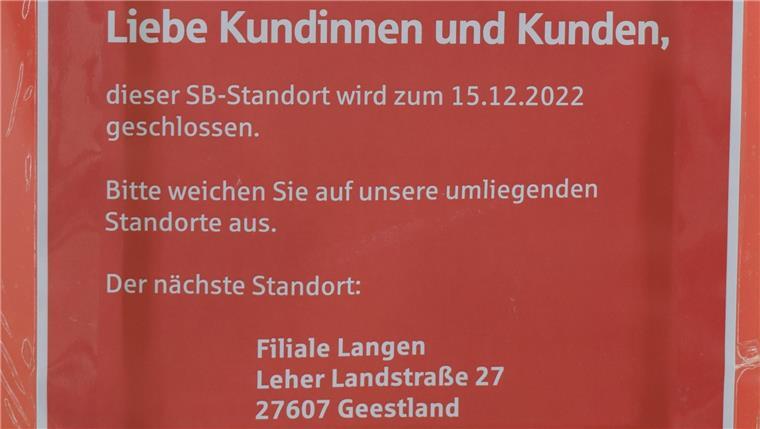 Liebe Kundinnen und Kunden,
dieser SB-Standort wird zum 15.12.2022
geschlossen.
Bitte weichen Sie auf unsere umliegenden
Standorte aus.
Der nächste Standort:
Filiale Langen
Leher Landstraße 27
27607 Geestland